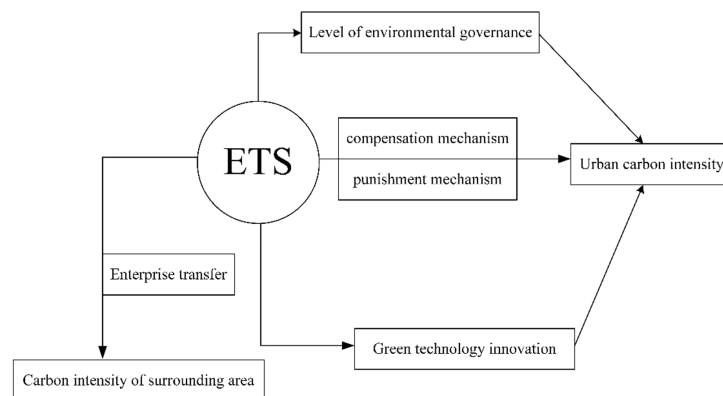 Level of environmental governance
compensation mechanism
ETS
punishment mechanism
Urban carbon intensity
Enterprise transfer
Green technology innovation
Carbon intensity of surrounding area